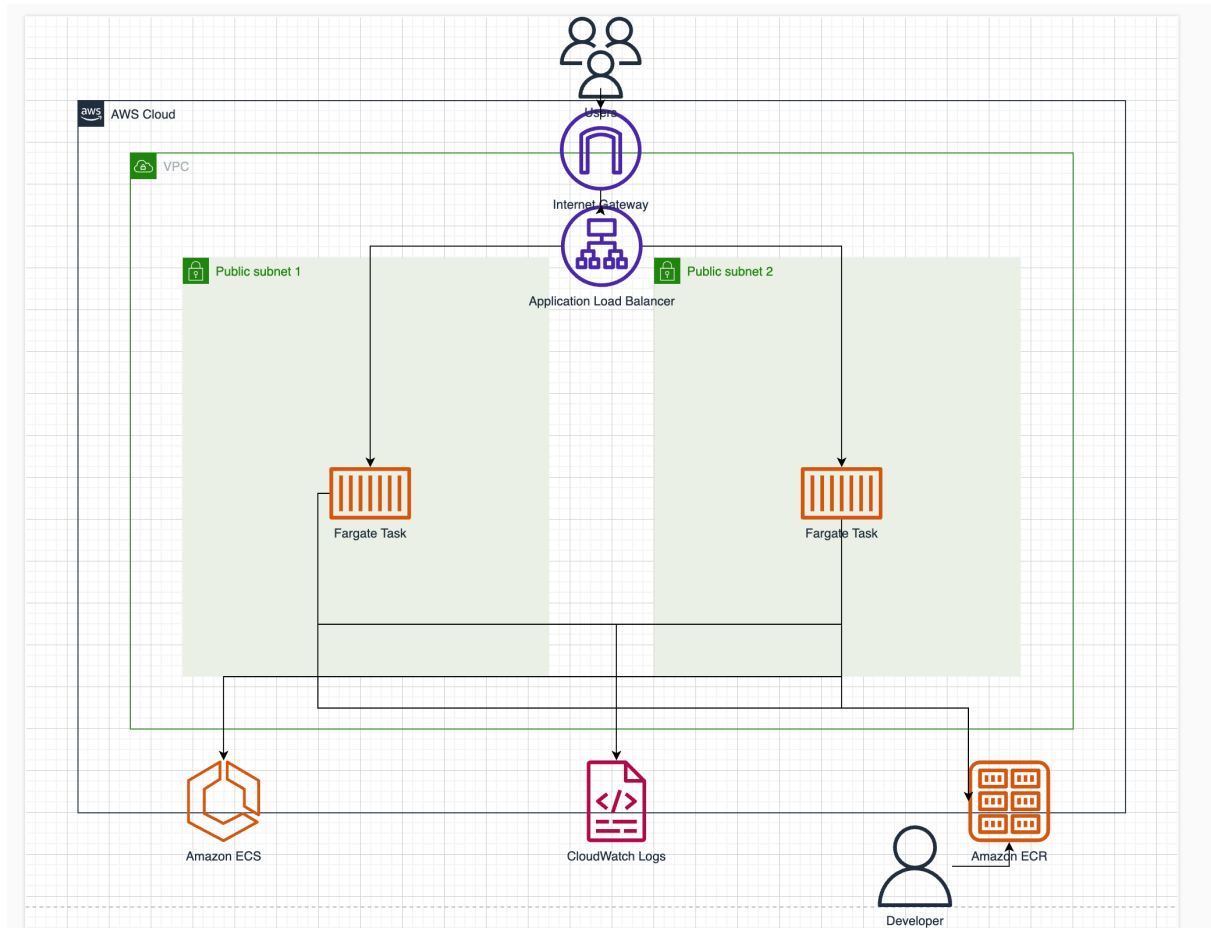 Users
aws
AWS Cloud
VPC
Internet Gateway
Public subnet 1
Public subnet 2
Application Load Balancer
Fargate Task
Fargate Task
</>
Amazon ECS
CloudWatch Logs
Amazon ECR
Developer